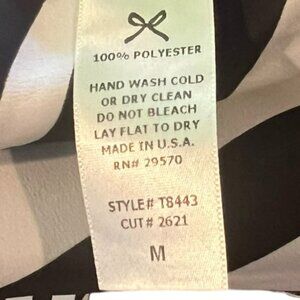 100% POLYESTER
HAND WASH COLD
OR DRY CLEAN
DO NOT BLEACH
LAY FLAT TO DRY
MADE IN U.S.A.
RN# 29570
STYLE# T8443
CUT# 2621
M